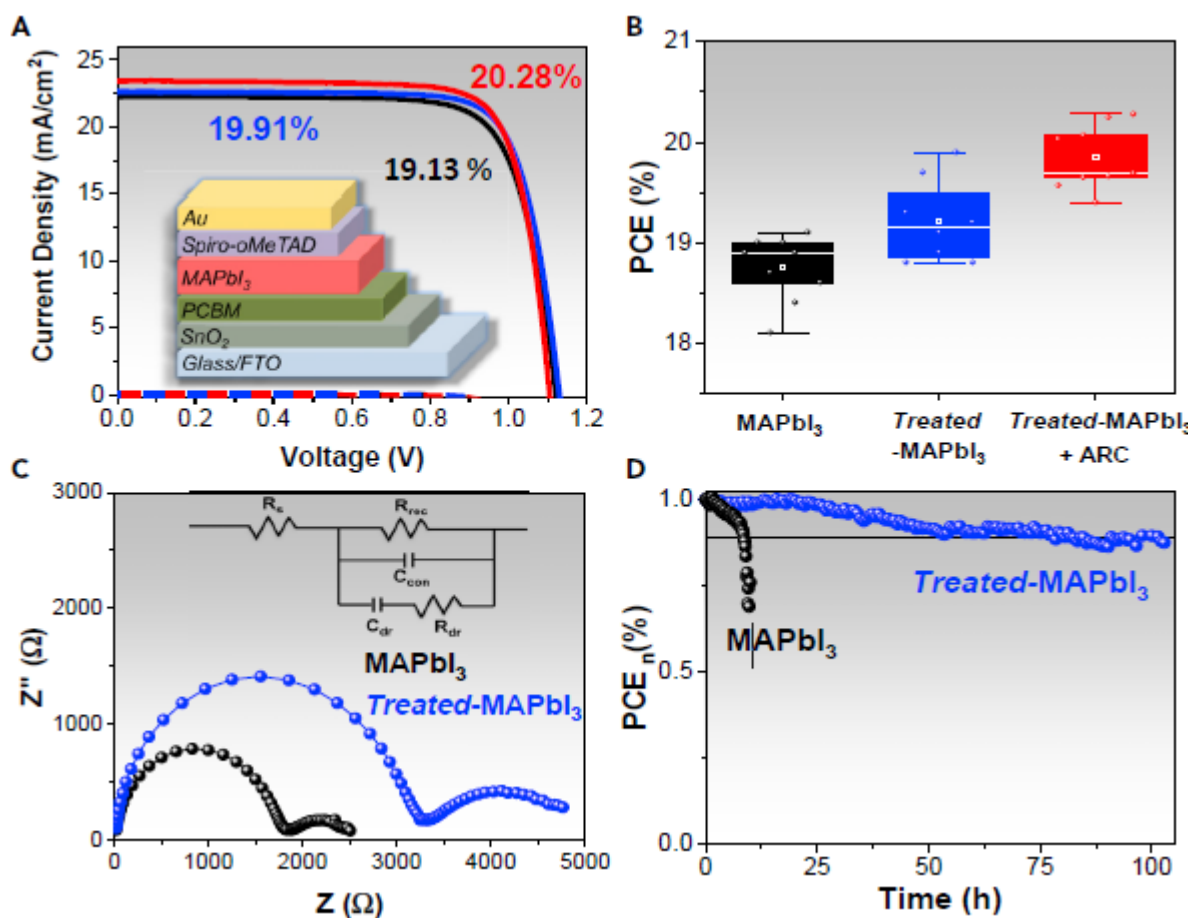 A
25
20
15
10
5
0
Current Density (mA/cm²)
20.28%
19.91%
19.13 %
Au
Spiro-oMeTAD
MAPbI₃
PCBM
SnO₂
Glass/FTO
0.0 0.2 0.4 0.6 0.8 1.0 1.2
Voltage (V)
B
21
20
19
18
PCE (%)
MAPbI₃
Treated
-MAPbI₃
Treated-MAPbI₃
+ ARC
C
3000
2000
1000
0
Z'' (Ω)
Rₛ
Rrec
Ccon
Cdr
Rdr
MAPbI₃
Treated-MAPbI₃
0 1000 2000 3000 4000 5000
Z (Ω)
D
1.0
0.5
0.0
PCEₙ(%)
Treated-MAPbI₃
MAPbI₃
0 25 50 75 100
Time (h)